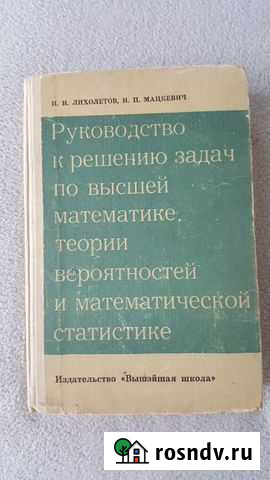 И. И. ЛИХОЛЕТОВ, И. П. МАЦКЕВИЧ
Руководство
к решению задач
по высшей
математике,
теории
вероятностей
и математической
статистике
Издательство «Вышэйшая школа»
rosndv.ru